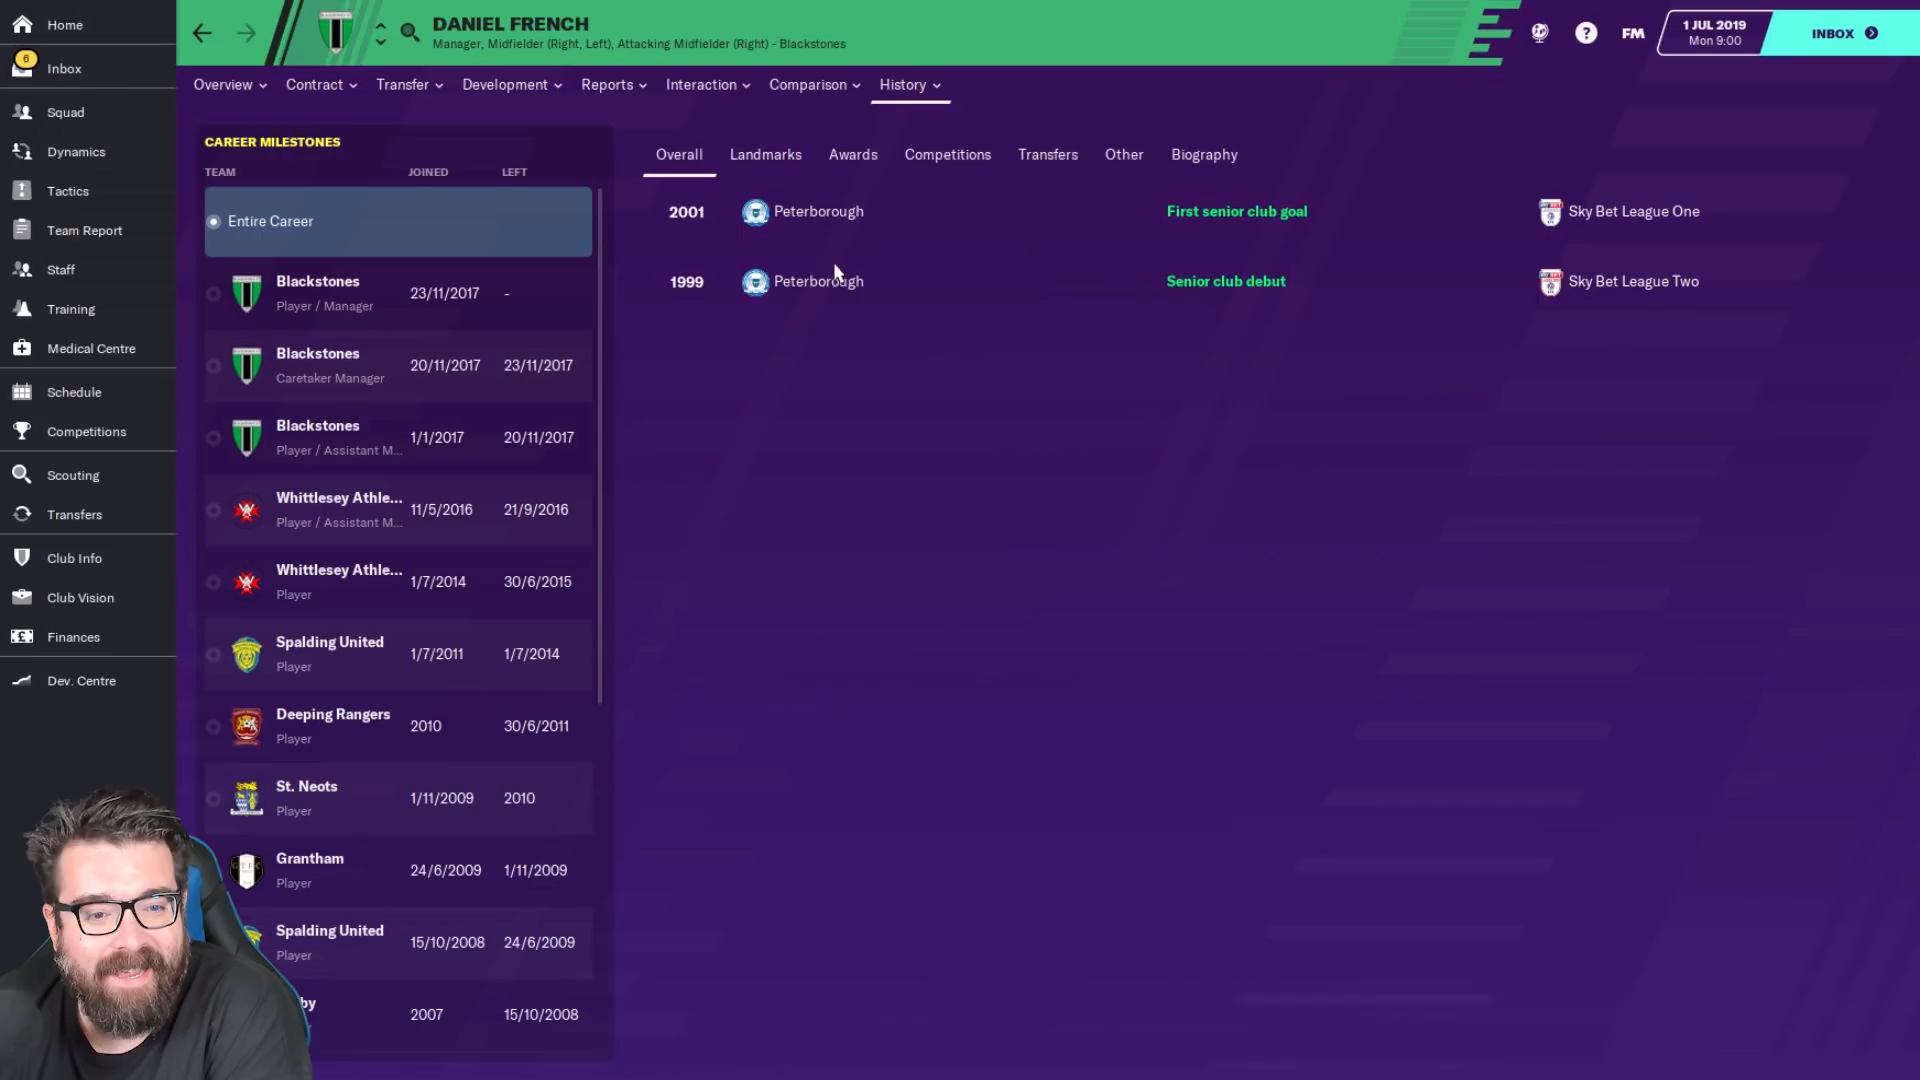 Home
6
Inbox
Squad
Dynamics
Tactics
Team Report
Staff
Training
Medical Centre
Schedule
Competitions
Scouting
Transfers
Club Info
Club Vision
Finances
Dev. Centre
DANIEL FRENCH
Manager, Midfielder (Right, Left), Attacking Midfielder (Right) - Blackstones
?
FM
1 JUL 2019
Mon 9:00
INBOX
Overview Contract Transfer Development Reports Interaction Comparison History
CAREER MILESTONES
TEAM JOINED LEFT
Entire Career
Blackstones
Player / Manager
23/11/2017 -
Blackstones
Caretaker Manager
20/11/2017 23/11/2017
Blackstones
Player / Assistant M...
1/1/2017 20/11/2017
Whittlesey Athle...
Player / Assistant M...
11/5/2016 21/9/2016
Whittlesey Athle...
Player
1/7/2014 30/6/2015
Spalding United
Player
1/7/2011 1/7/2014
Deeping Rangers
Player
2010 30/6/2011
St. Neots
Player
1/11/2009 2010
Grantham
Player
24/6/2009 1/11/2009
Spalding United
Player
15/10/2008 24/6/2009
by
2007 15/10/2008
Overall Landmarks Awards Competitions Transfers Other Biography
2001 Peterborough First senior club goal Sky Bet League One
1999 Peterborough Senior club debut Sky Bet League Two